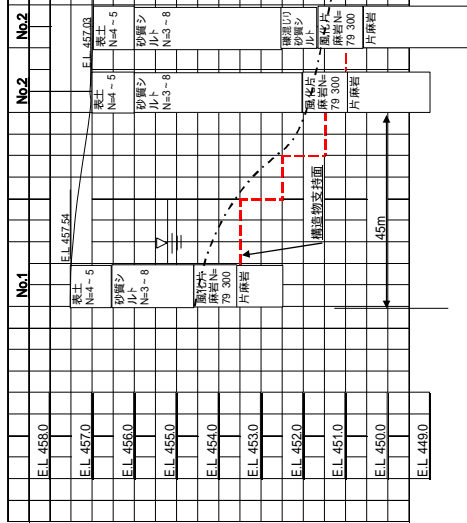 No.1
No.2
No.2
E.L 457.54
E.L 457.03
表土
N=4～5
砂質シ
ルト
N=3～8
風化片
麻岩N=
79 300
片麻岩
表土
N=4～5
砂質シ
ルト
N=3～8
風化片
麻岩N=
79 300
片麻岩
表土
N=4～5
砂質シ
ルト
N=3～8
礫混じり
砂質シ
ルト
風化片
麻岩N=
79 300
片麻岩
構造物支持面
45m
E.L 458.0
E.L 457.0
E.L 456.0
E.L 455.0
E.L 454.0
E.L 453.0
E.L 452.0
E.L 451.0
E.L 450.0
E.L 449.0